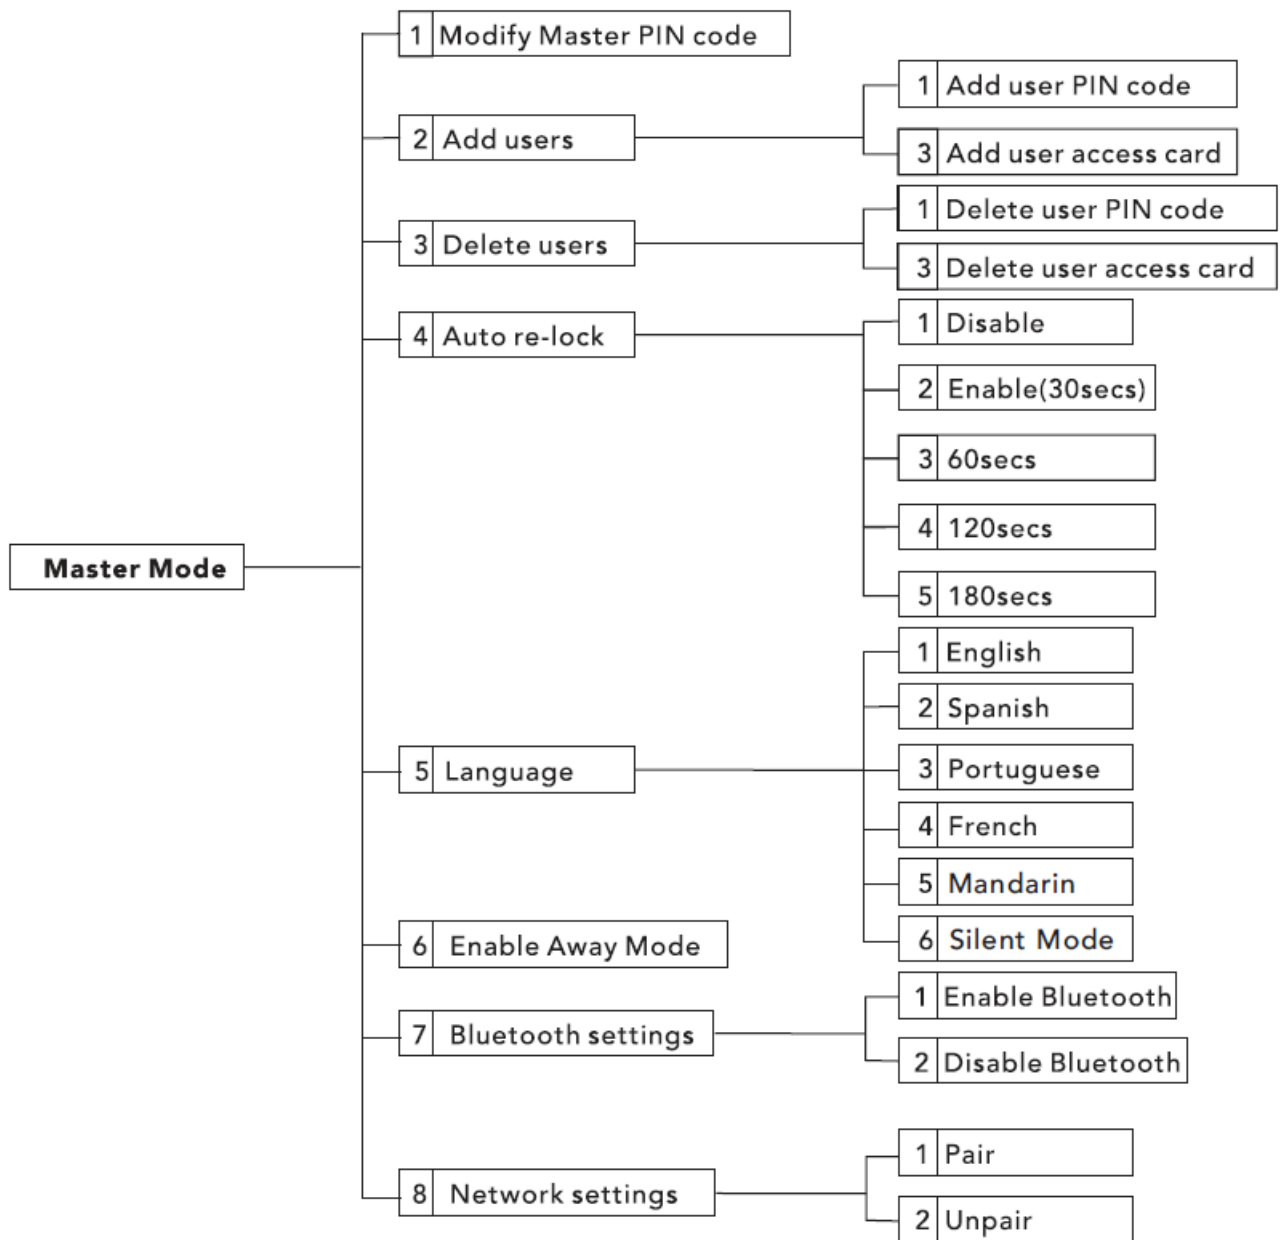 Master Mode
1 Modify Master PIN code
2 Add users
1 Add user PIN code
3 Add user access card
3 Delete users
1 Delete user PIN code
3 Delete user access card
4 Auto re-lock
1 Disable
2 Enable(30secs)
3 60secs
4 120secs
5 180secs
5 Language
1 English
2 Spanish
3 Portuguese
4 French
5 Mandarin
6 Silent Mode
6 Enable Away Mode
7 Bluetooth settings
1 Enable Bluetooth
2 Disable Bluetooth
8 Network settings
1 Pair
2 Unpair